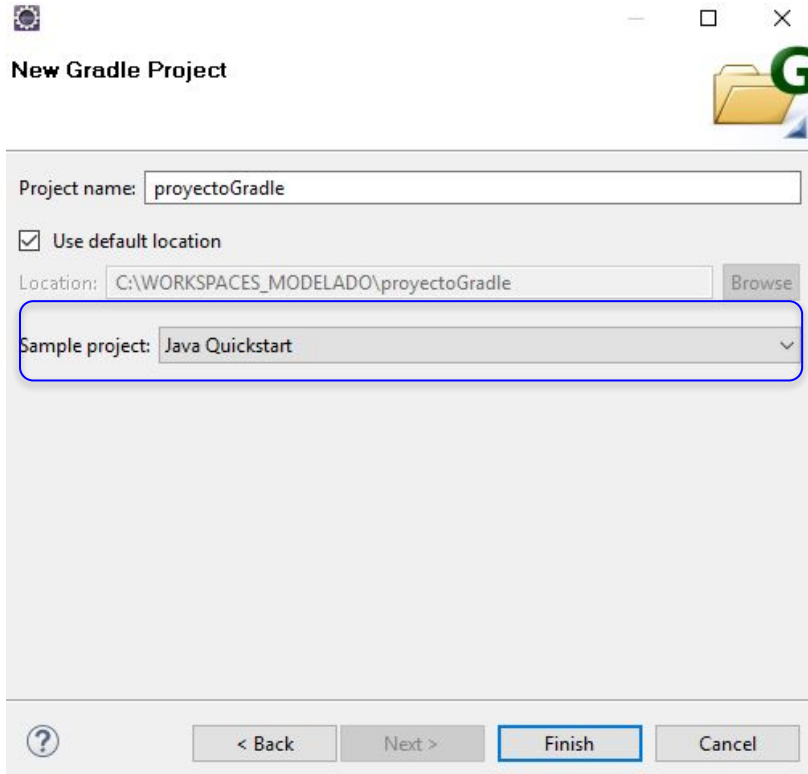 New Gradle Project
G
Project name: proyectoGradle
Use default location
Location: C:\WORKSPACES_MODELADO\proyectoGradle Browse
Sample project: Java Quickstart
? < Back Next > Finish Cancel